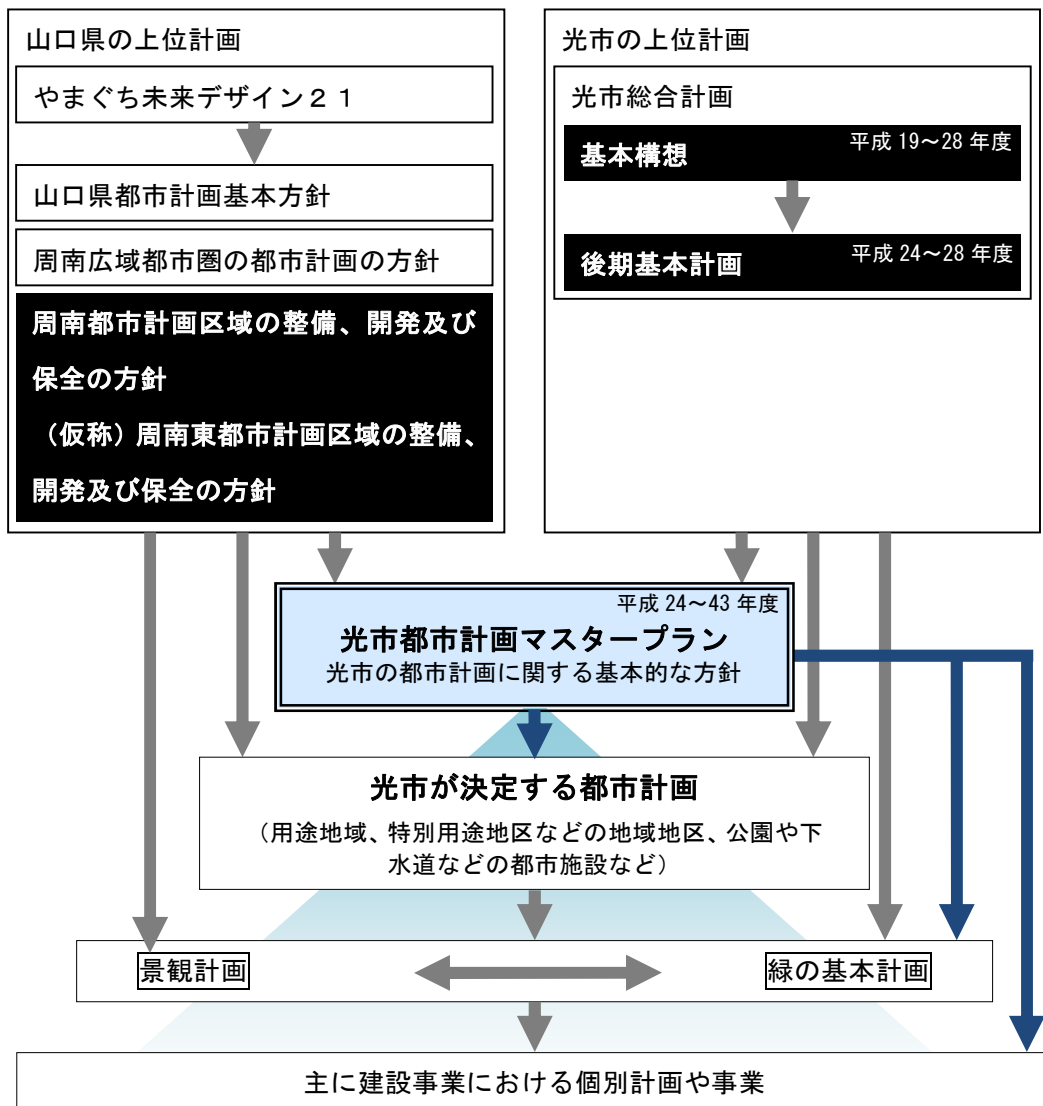 山口県の上位計画
やまぐち未来デザイン２１
山口県都市計画基本方針
周南広域都市圏の都市計画の方針
周南都市計画区域の整備、開発及び
保全の方針
（仮称）周南東都市計画区域の整備、
開発及び保全の方針
光市の上位計画
光市総合計画
基本構想
平成 19～28 年度
後期基本計画
平成 24～28 年度
平成 24～43 年度
光市都市計画マスタープラン
光市の都市計画に関する基本的な方針
光市が決定する都市計画
（用途地域、特別用途地区などの地域地区、公園や下
水道などの都市施設など）
景観計画
緑の基本計画
主に建設事業における個別計画や事業